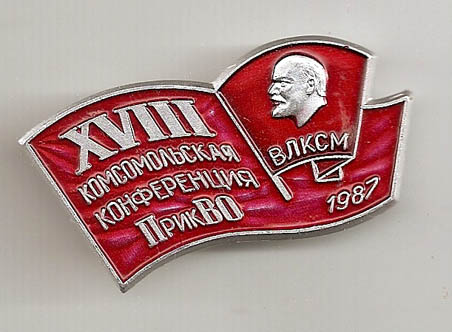 XVIII
КОМСОМОЛЬСКАЯ
КОНФЕРЕНЦИЯ
ПрикВО
ВЛКСМ
1987